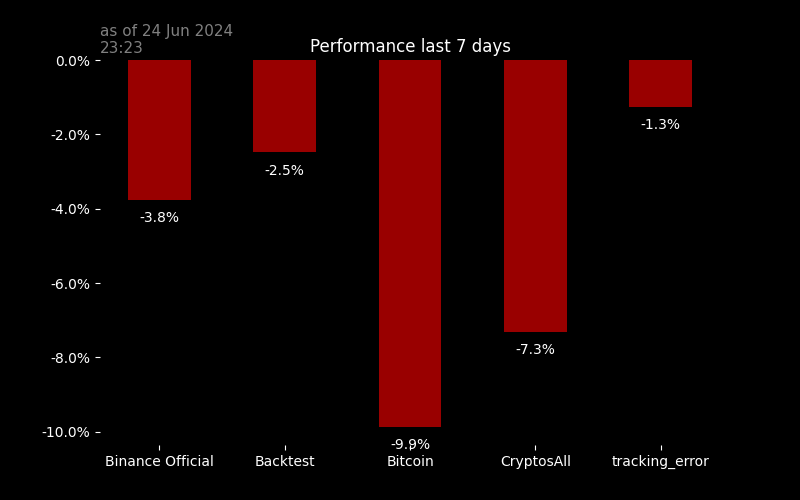 as of 24 Jun 2024
23:23
Performance last 7 days
0.0%
-2.0%
-4.0%
-6.0%
-8.0%
-10.0%
-3.8%
-2.5%
-9.9%
-7.3%
-1.3%
Binance Official
Backtest
Bitcoin
CryptosAll
tracking_error